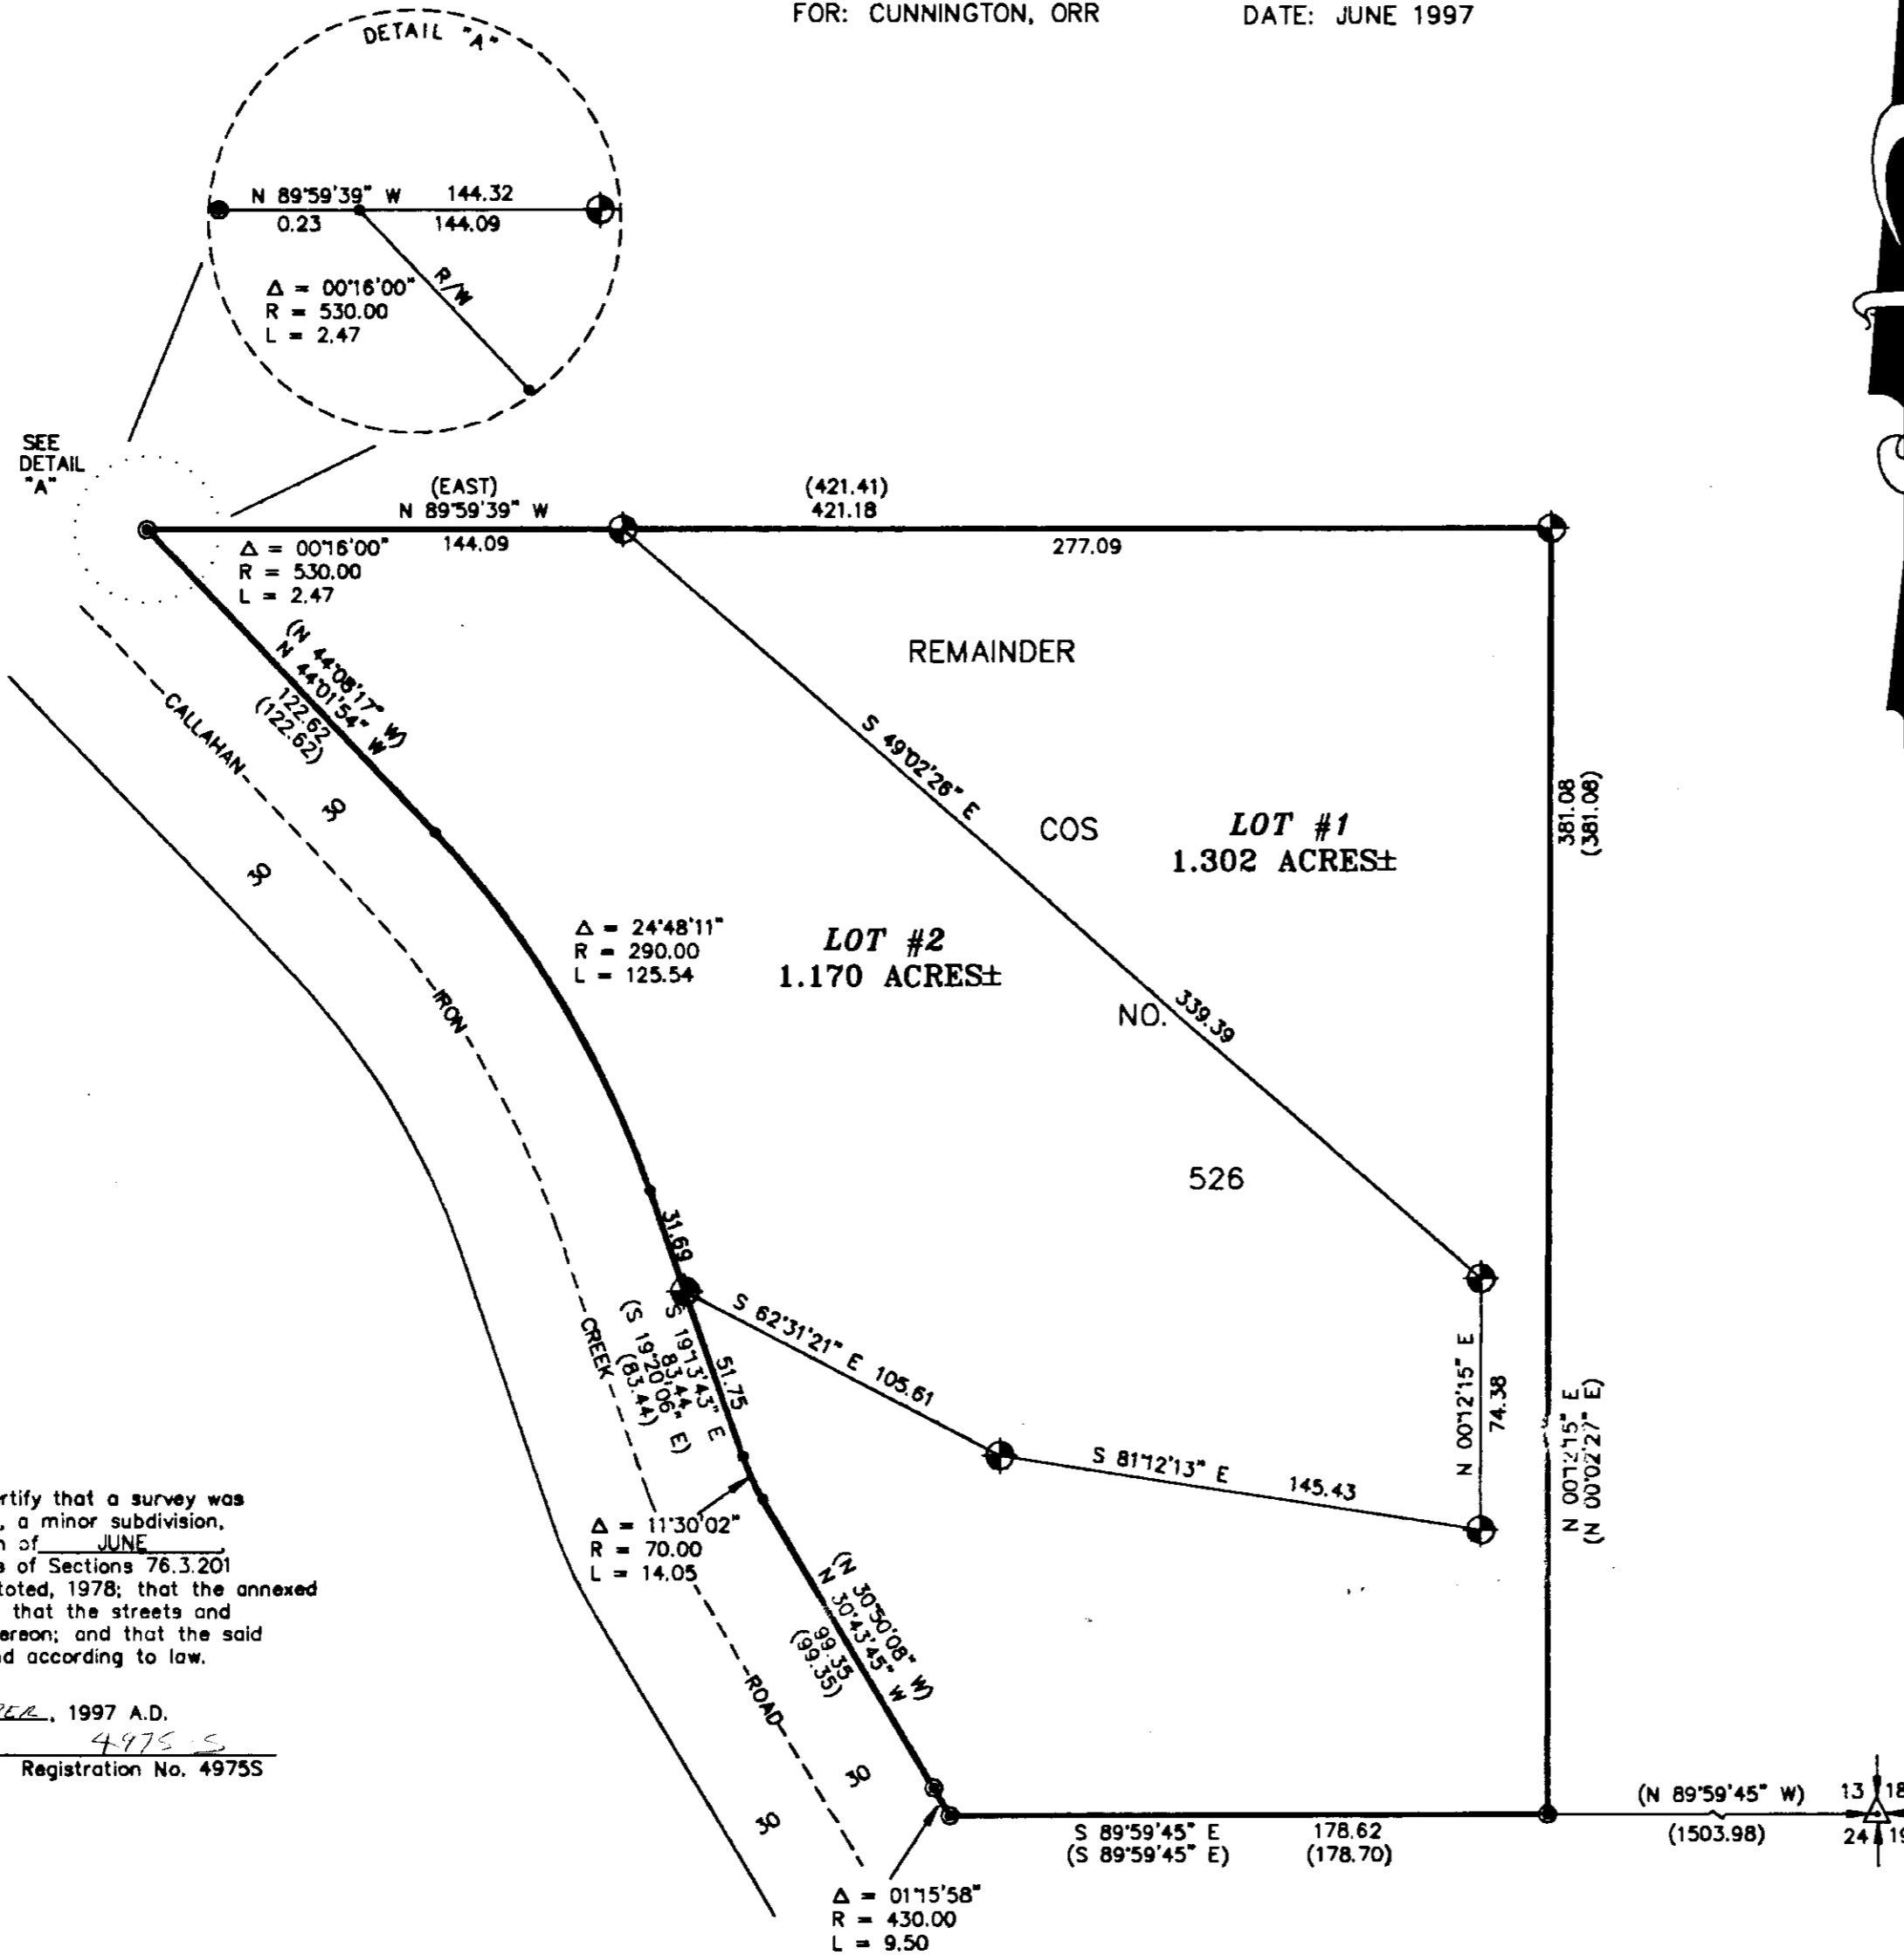 FOR: CUNNINGTON, ORR DATE: JUNE 1997
DETAIL "A"
N 89°59'39" W 144.32
0.23 144.09
Δ = 00°16'00"
R = 530.00
L = 2.47
R/W
SEE
DETAIL
"A"
(EAST) (421.41)
N 89°59'39" W 421.18
144.09 277.09
Δ = 00°16'00"
R = 530.00
L = 2.47
(N 44°08'17" W)
N 44°01'54" W
122.62
(122.62)
REMAINDER
S 49°02'26" E
339.39
COS
NO.
526
LOT #1
1.302 ACRES±
381.08
(381.08)
CALLAHAN
30
30
Δ = 24°48'11"
R = 290.00
L = 125.54
LOT #2
1.170 ACRES±
IRON
31.69
S 62°31'21" E 105.61
S 19°13'43" E
83.44
(S 19°20'06" E)
(83.44)
51.75
CREEK
S 81°12'13" E 145.43
N 00°12'15" E
74.38
N 00°12'15" E
(N 00°02'27" E)
rtify that a survey was
, a minor subdivision,
n of JUNE ,
s of Sections 76.3.201
toted, 1978; that the annexed
that the streets and
ereon; and that the said
d according to law.
, 1997 A.D.
4975 S
Registration No. 4975S
Δ = 11°30'02"
R = 70.00
L = 14.05
(N 30°50'08" W)
N 30°43'45" W
99.35
(99.35)
ROAD
30
30
S 89°59'45" E 178.62
(S 89°59'45" E) (178.70)
(N 89°59'45" W)
(1503.98)
13 18
24 19
Δ = 01°15'58"
R = 430.00
L = 9.50